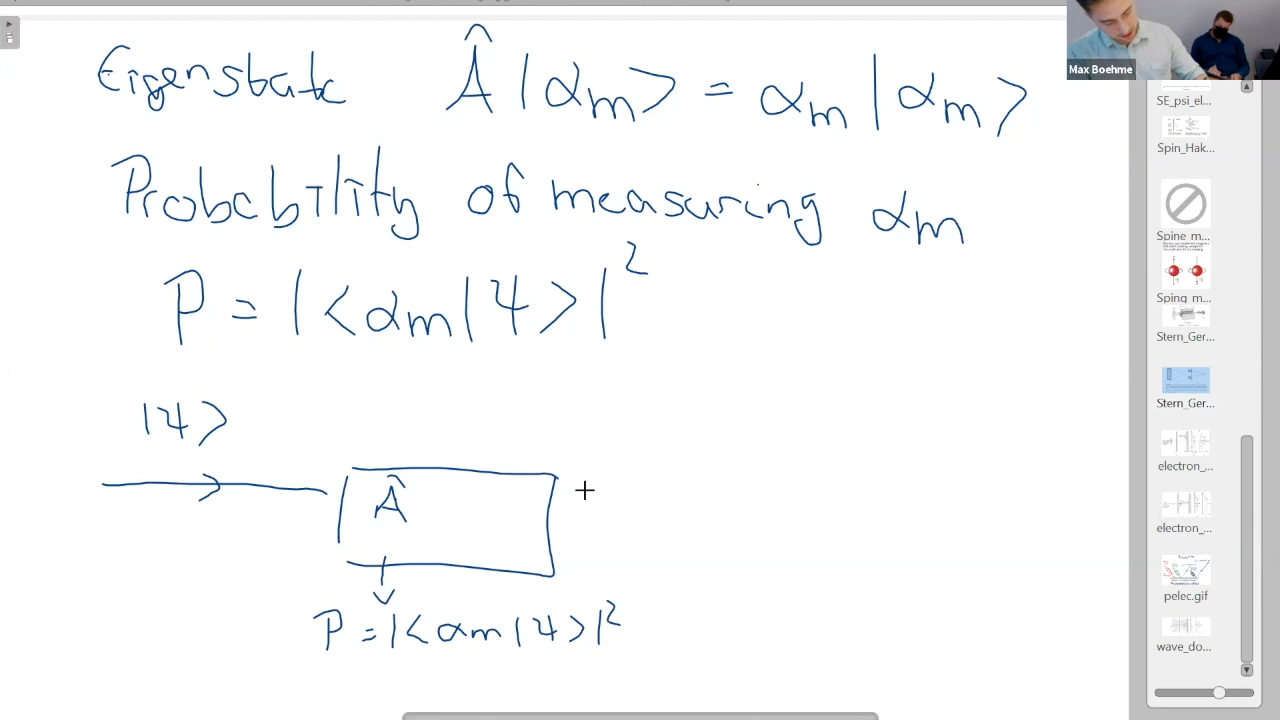 Eigenstate Â|αm> = αm|αm>
Probability of measuring αm
P = |<αm|Ψ>|²
|Ψ>
Â
P = |<αm|Ψ>|²
Max Boehme
SE_psi_el...
Spin_Hak...
Spine_m...
Spinq_m...
Stern_Ger...
Stern_Ger...
electron_...
electron_...
pelec.gif
wave_do...